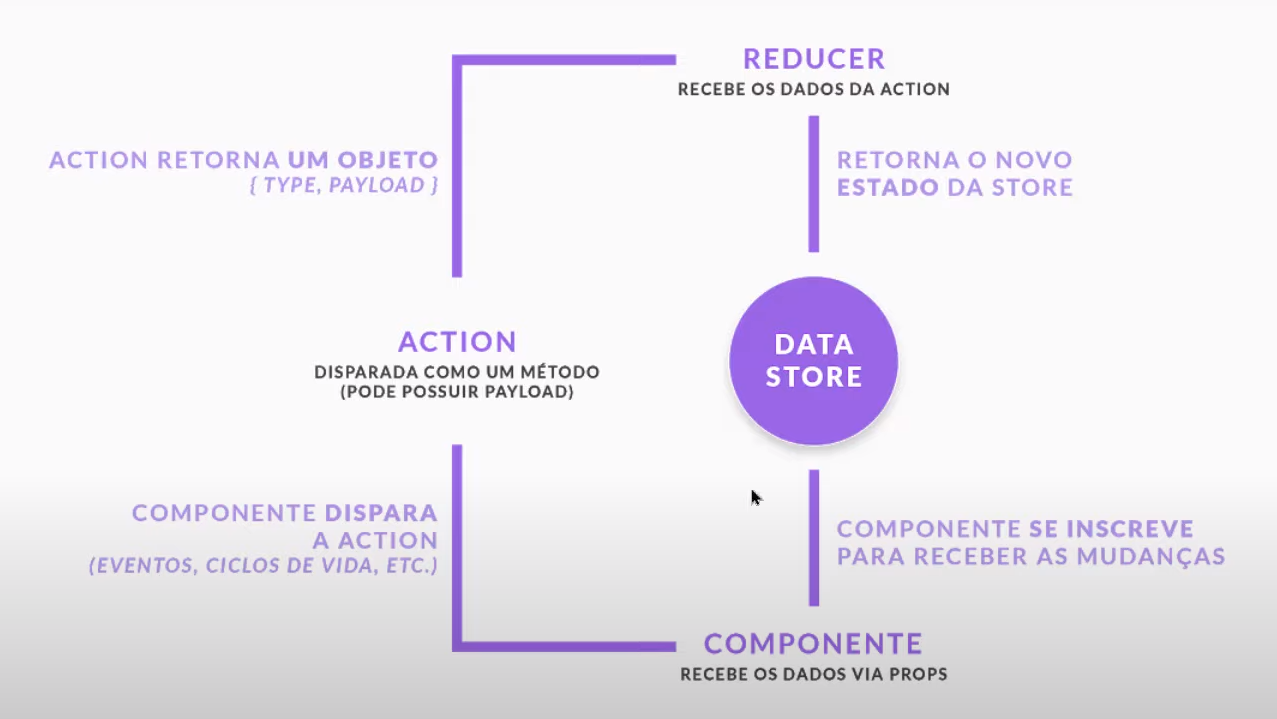 REDUCER
RECEBE OS DADOS DA ACTION
ACTION RETORNA UM OBJETO
{ TYPE, PAYLOAD }
RETORNA O NOVO
ESTADO DA STORE
ACTION
DISPARADA COMO UM MÉTODO
(PODE POSSUIR PAYLOAD)
DATA
STORE
COMPONENTE DISPARA
A ACTION
(EVENTOS, CICLOS DE VIDA, ETC.)
COMPONENTE SE INSCREVE
PARA RECEBER AS MUDANÇAS
COMPONENTE
RECEBE OS DADOS VIA PROPS